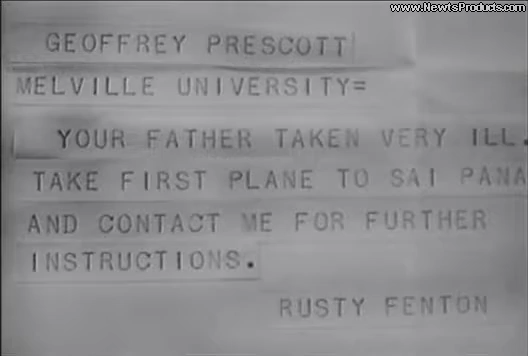 www.NewtsProducts.com
GEOFFREY PRESCOTT
MELVILLE UNIVERSITY=
YOUR FATHER TAKEN VERY ILL.
TAKE FIRST PLANE TO SAI PANA
AND CONTACT ME FOR FURTHER
INSTRUCTIONS.
RUSTY FENTON